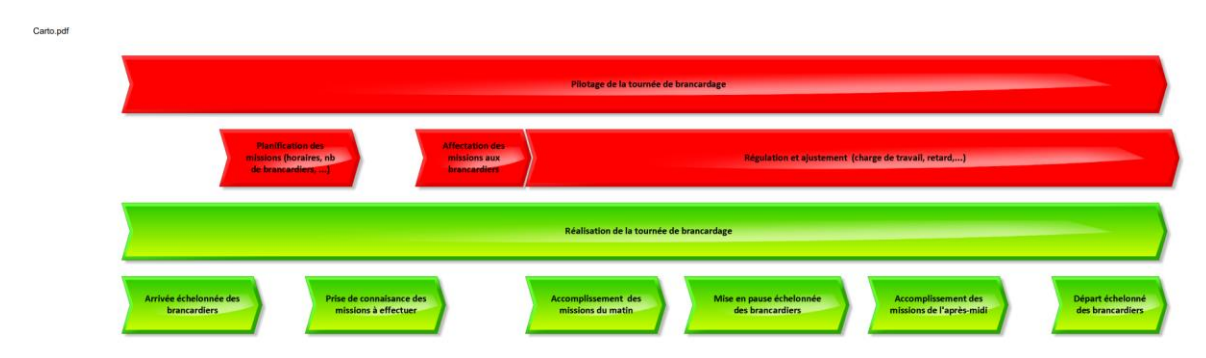 Carto.pdf
Pilotage de la tournée de brancardage
Planification des
missions (horaires, nb
de brancardiers, ...)
Affectation des
missions aux
brancardiers
Régulation et ajustement (charge de travail, retard,...)
Réalisation de la tournée de brancardage
Arrivée échelonnée des
brancardiers
Prise de connaisance des
missions à effectuer
Accomplissement des
missions du matin
Mise en pause échelonnée
des brancardiers
Accomplissement des
missions de l'après-midi
Départ échelonné
des brancardiers